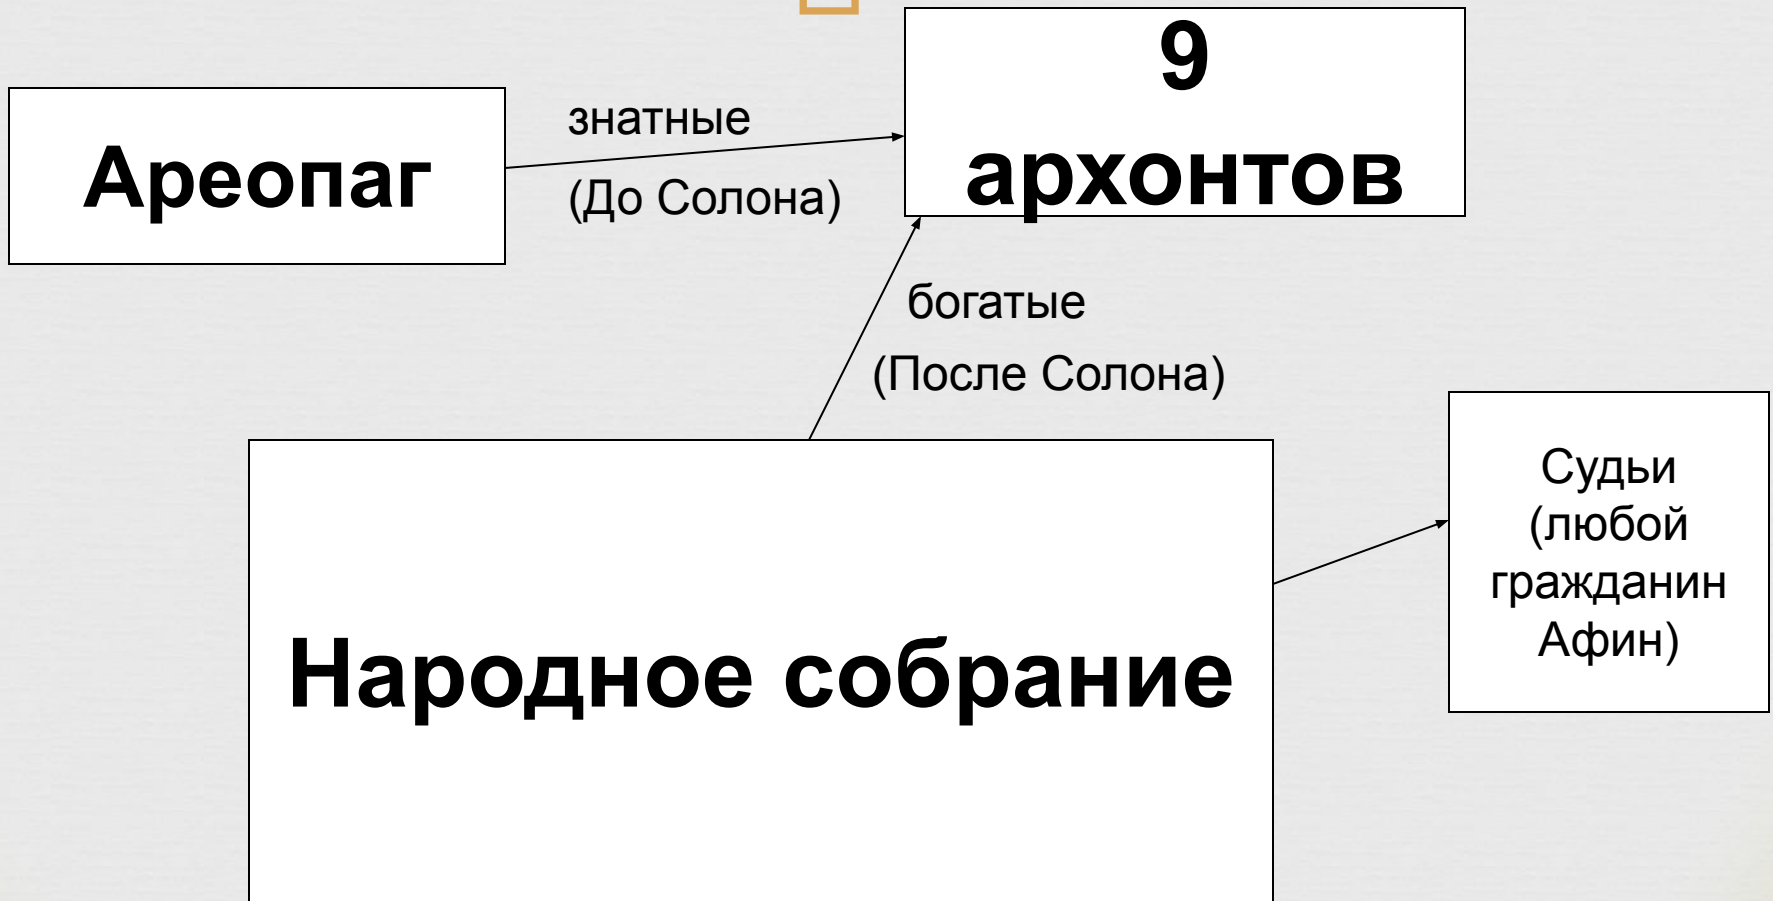 9
архонтов
Ареопаг
знатные
(До Солона)
богатые
(После Солона)
Народное собрание
Судьи
(любой
гражданин
Афин)